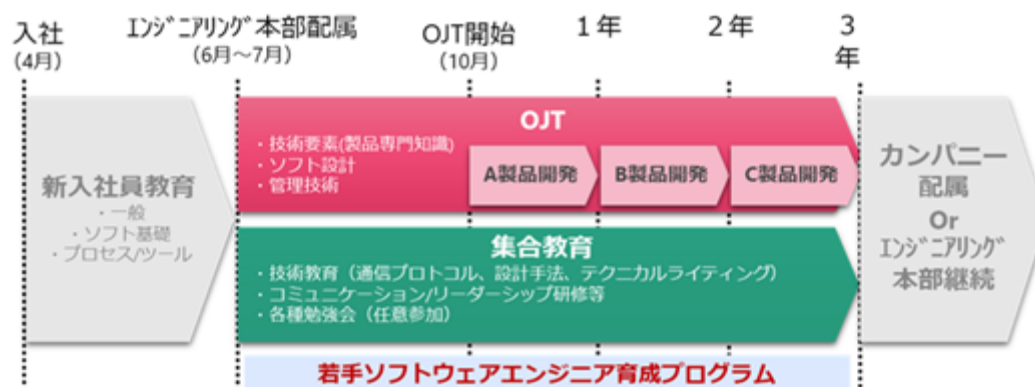 入社
(4月)
ｴﾝｼﾞﾆｱﾘﾝｸﾞ本部配属
(6月～7月)
OJT開始
(10月)
1年
2年
3
年
新入社員教育
・一般
・ソフト基礎
・プロセス/ツール
OJT
・技術要素(製品専門知識)
・ソフト設計
・管理技術
A製品開発
B製品開発
C製品開発
集合教育
・技術教育（通信プロトコル、設計手法、テクニカルライティング）
・コミュニケーション/リーダーシップ研修等
・各種勉強会（任意参加）
カンパニー
配属
Or
ｴﾝｼﾞﾆｱﾘﾝｸﾞ
本部継続
若手ソフトウェアエンジニア育成プログラム